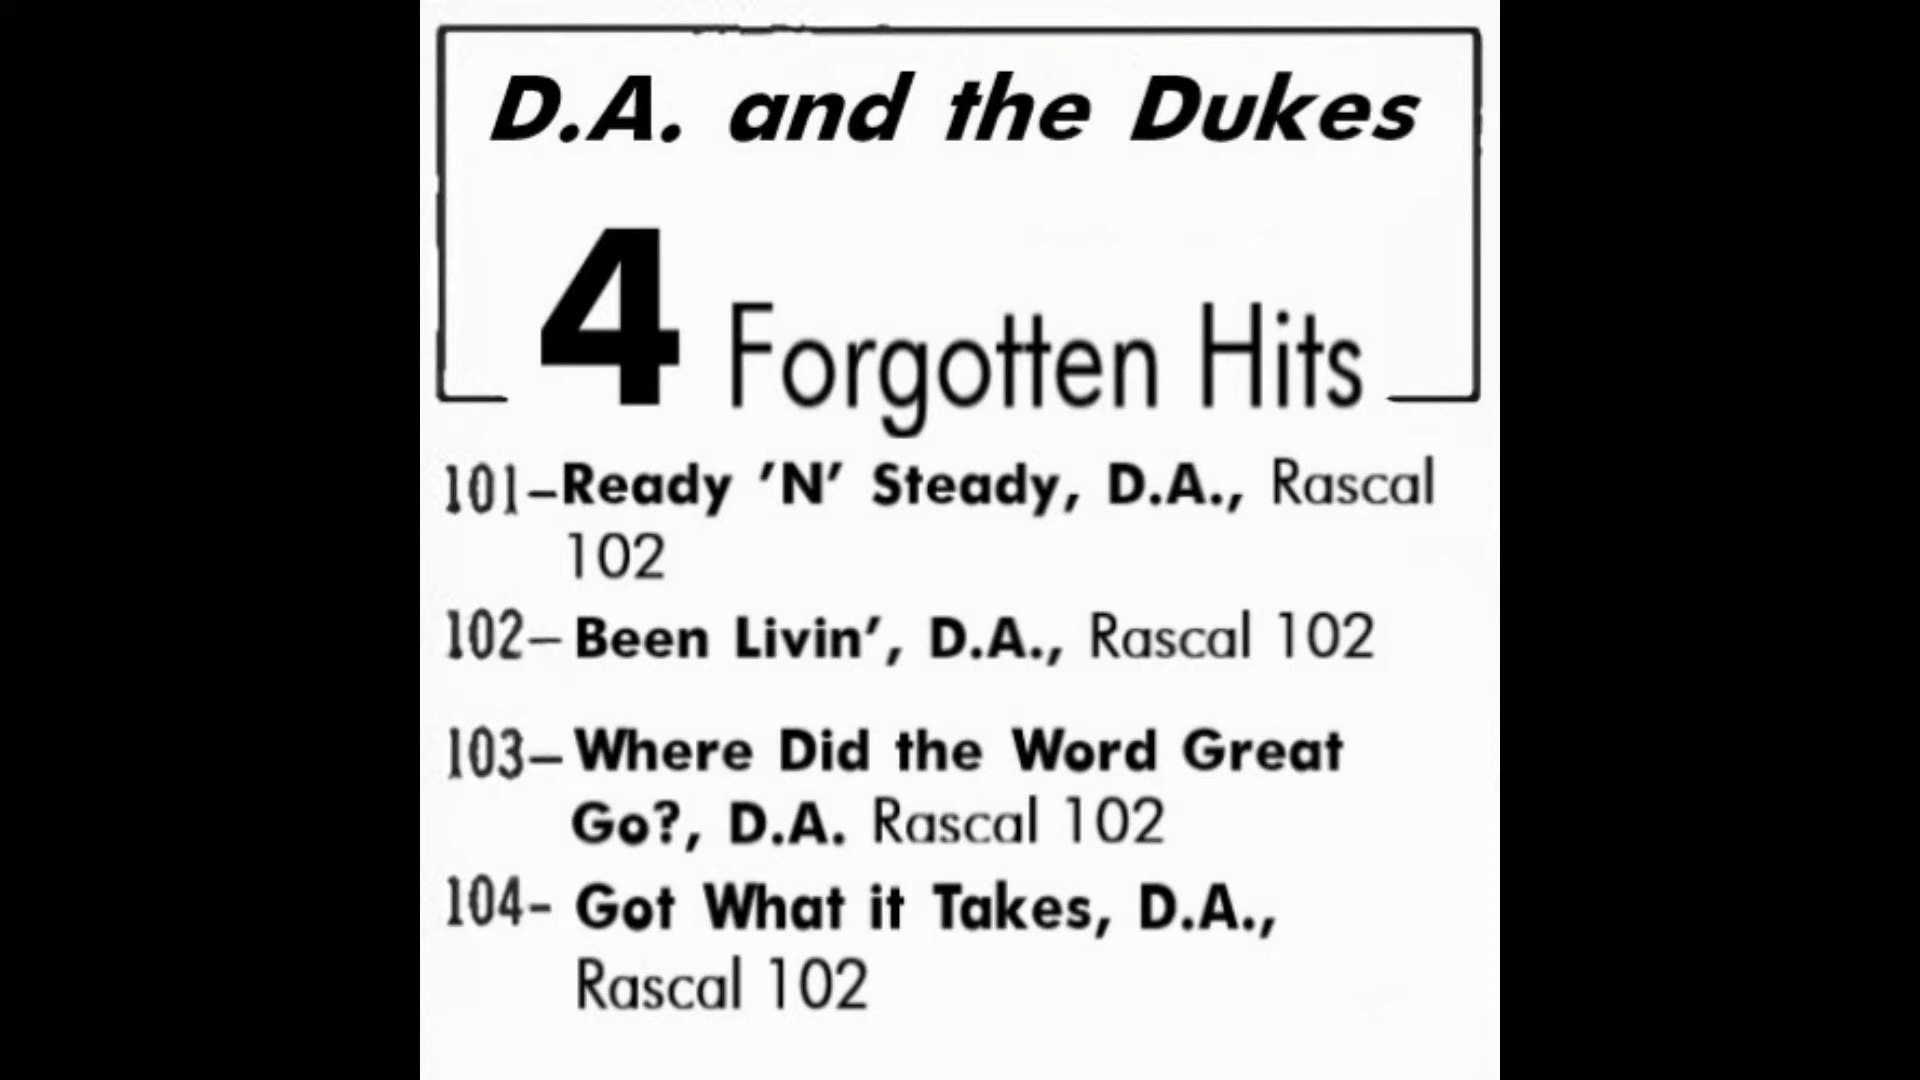 D.A. and the Dukes
4 Forgotten Hits
101–Ready ’N’ Steady, D.A., Rascal
102
102– Been Livin’, D.A., Rascal 102
103– Where Did the Word Great
Go?, D.A. Rascal 102
104- Got What it Takes, D.A.,
Rascal 102